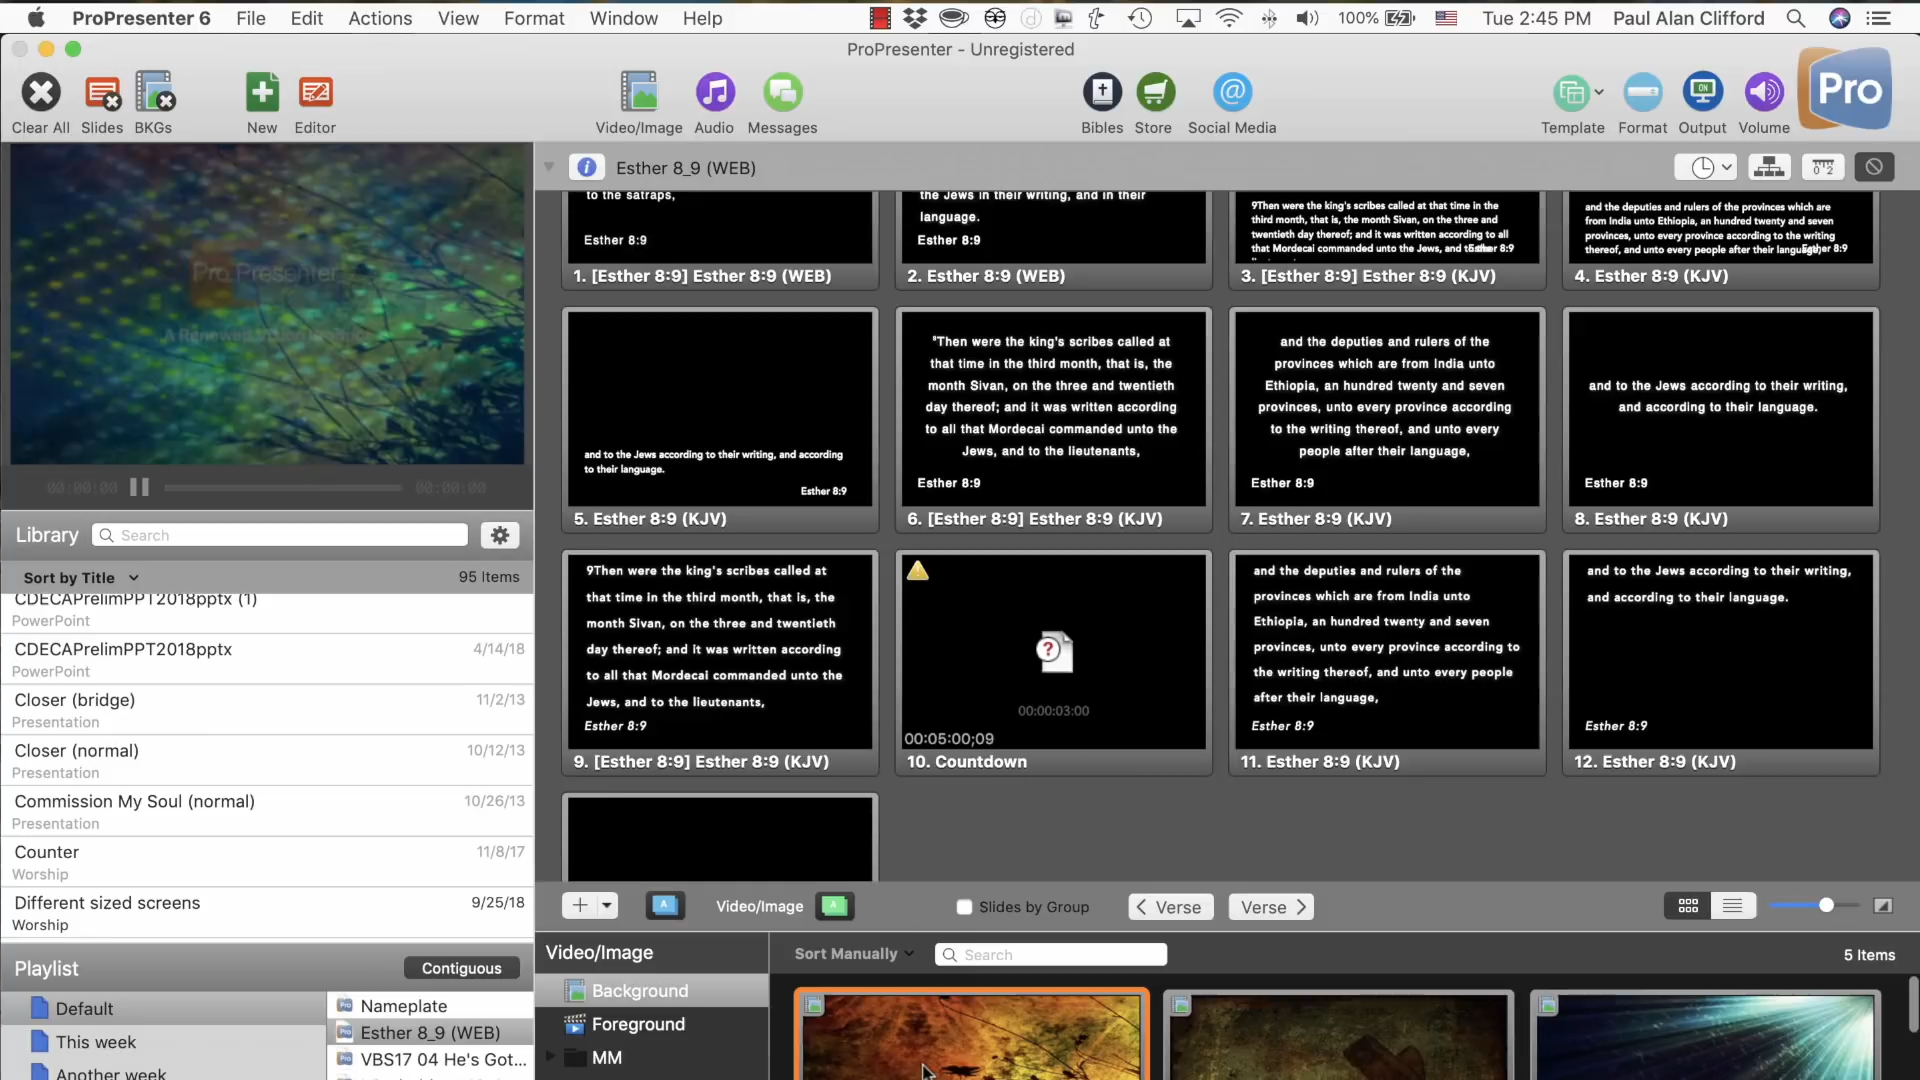 ProPresenter 6 File Edit Actions View Format Window Help 100% Tue 2:45 PM Paul Alan Clifford
ProPresenter - Unregistered
Clear All Slides BKGs New Editor Video/Image Audio Messages Bibles Store Social Media Template Format Output Volume
Pro
ProPresenter
Esther 8_9 (WEB)
to the satraps,
Esther 8:9
1. [Esther 8:9] Esther 8:9 (WEB)
the Jews in their writing, and in their
language.
Esther 8:9
2. Esther 8:9 (WEB)
9Then were the king's scribes called at that time in the
third month, that is, the month Sivan, on the three and
twentieth day thereof; and it was written according to all
that Mordecai commanded unto the Jews, and to the
Esther 8:9
3. [Esther 8:9] Esther 8:9 (KJV)
and the deputies and rulers of the provinces which are
from India unto Ethiopia, an hundred twenty and seven
provinces, unto every province according to the writing
thereof, and unto every people after their language,
Esther 8:9
4. Esther 8:9 (KJV)
and to the Jews according to their writing, and according
to their language.
Esther 8:9
5. Esther 8:9 (KJV)
9Then were the king's scribes called at
that time in the third month, that is, the
month Sivan, on the three and twentieth
day thereof; and it was written according
to all that Mordecai commanded unto the
Jews, and to the lieutenants,
Esther 8:9
6. [Esther 8:9] Esther 8:9 (KJV)
and the deputies and rulers of the
provinces which are from India unto
Ethiopia, an hundred twenty and seven
provinces, unto every province according
to the writing thereof, and unto every
people after their language,
Esther 8:9
7. Esther 8:9 (KJV)
and to the Jews according to their writing,
and according to their language.
Esther 8:9
8. Esther 8:9 (KJV)
9Then were the king's scribes called at
that time in the third month, that is, the
month Sivan, on the three and twentieth
day thereof; and it was written according
to all that Mordecai commanded unto the
Jews, and to the lieutenants,
Esther 8:9
9. [Esther 8:9] Esther 8:9 (KJV)
00:00:03:00
00:05:00;09
10. Countdown
and the deputies and rulers of the
provinces which are from India unto
Ethiopia, an hundred twenty and seven
provinces, unto every province according to
the writing thereof, and unto every people
after their language,
Esther 8:9
11. Esther 8:9 (KJV)
and to the Jews according to their writing,
and according to their language.
Esther 8:9
12. Esther 8:9 (KJV)
00:00:00 00:00:00
Library Search
Sort by Title 95 Items
CDECAPrelimPPT2018pptx (1)
PowerPoint
CDECAPrelimPPT2018pptx 4/14/18
PowerPoint
Closer (bridge) 11/2/13
Presentation
Closer (normal) 10/12/13
Presentation
Commission My Soul (normal) 10/26/13
Presentation
Counter 11/8/17
Worship
Different sized screens 9/25/18
Worship
Playlist Contiguous
Default
This week
Another week
Nameplate
Esther 8_9 (WEB)
VBS17 04 He's Got...
Video/Image Slides by Group Verse Verse
Video/Image
Background
Foreground
MM
Sort Manually Search 5 Items